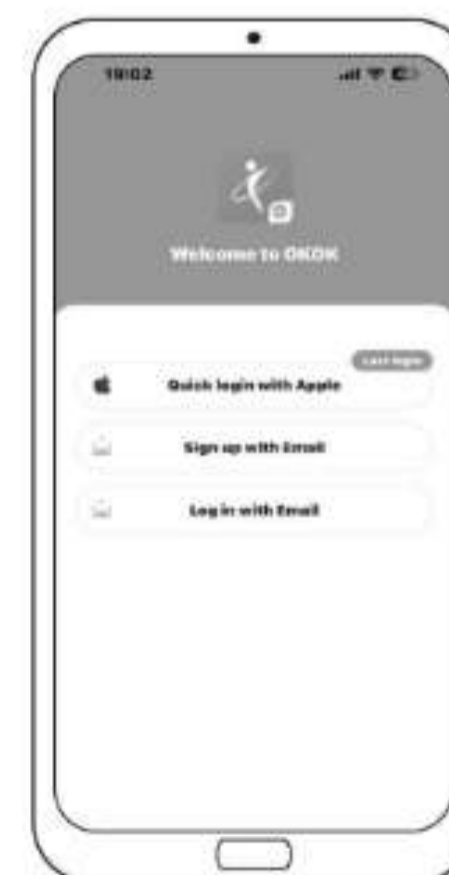 19:02
Welcome to OKOK
Last login
Quick login with Apple
Sign up with Email
Log in with Email